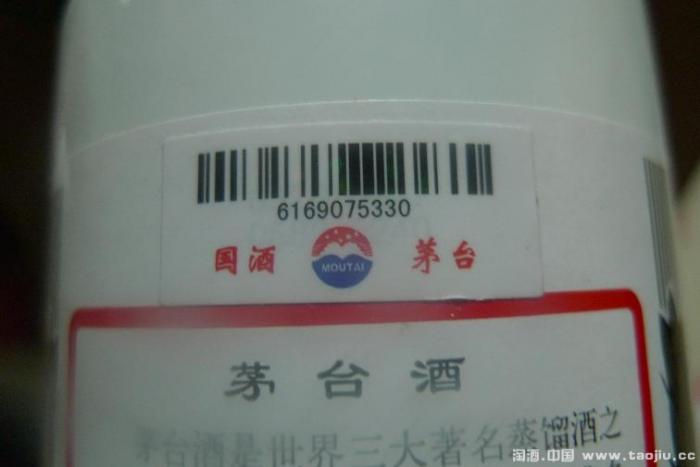 6169075330
国酒 MOUTAI 茅台
茅台酒
茅台酒是世界三大著名蒸馏酒之
淘酒.中国 www.taojiu.cc